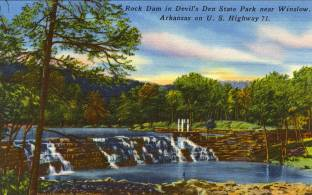 Rock Dam in Devil's Den State Park near Winslow,
Arkansas on U. S. Highway 71.